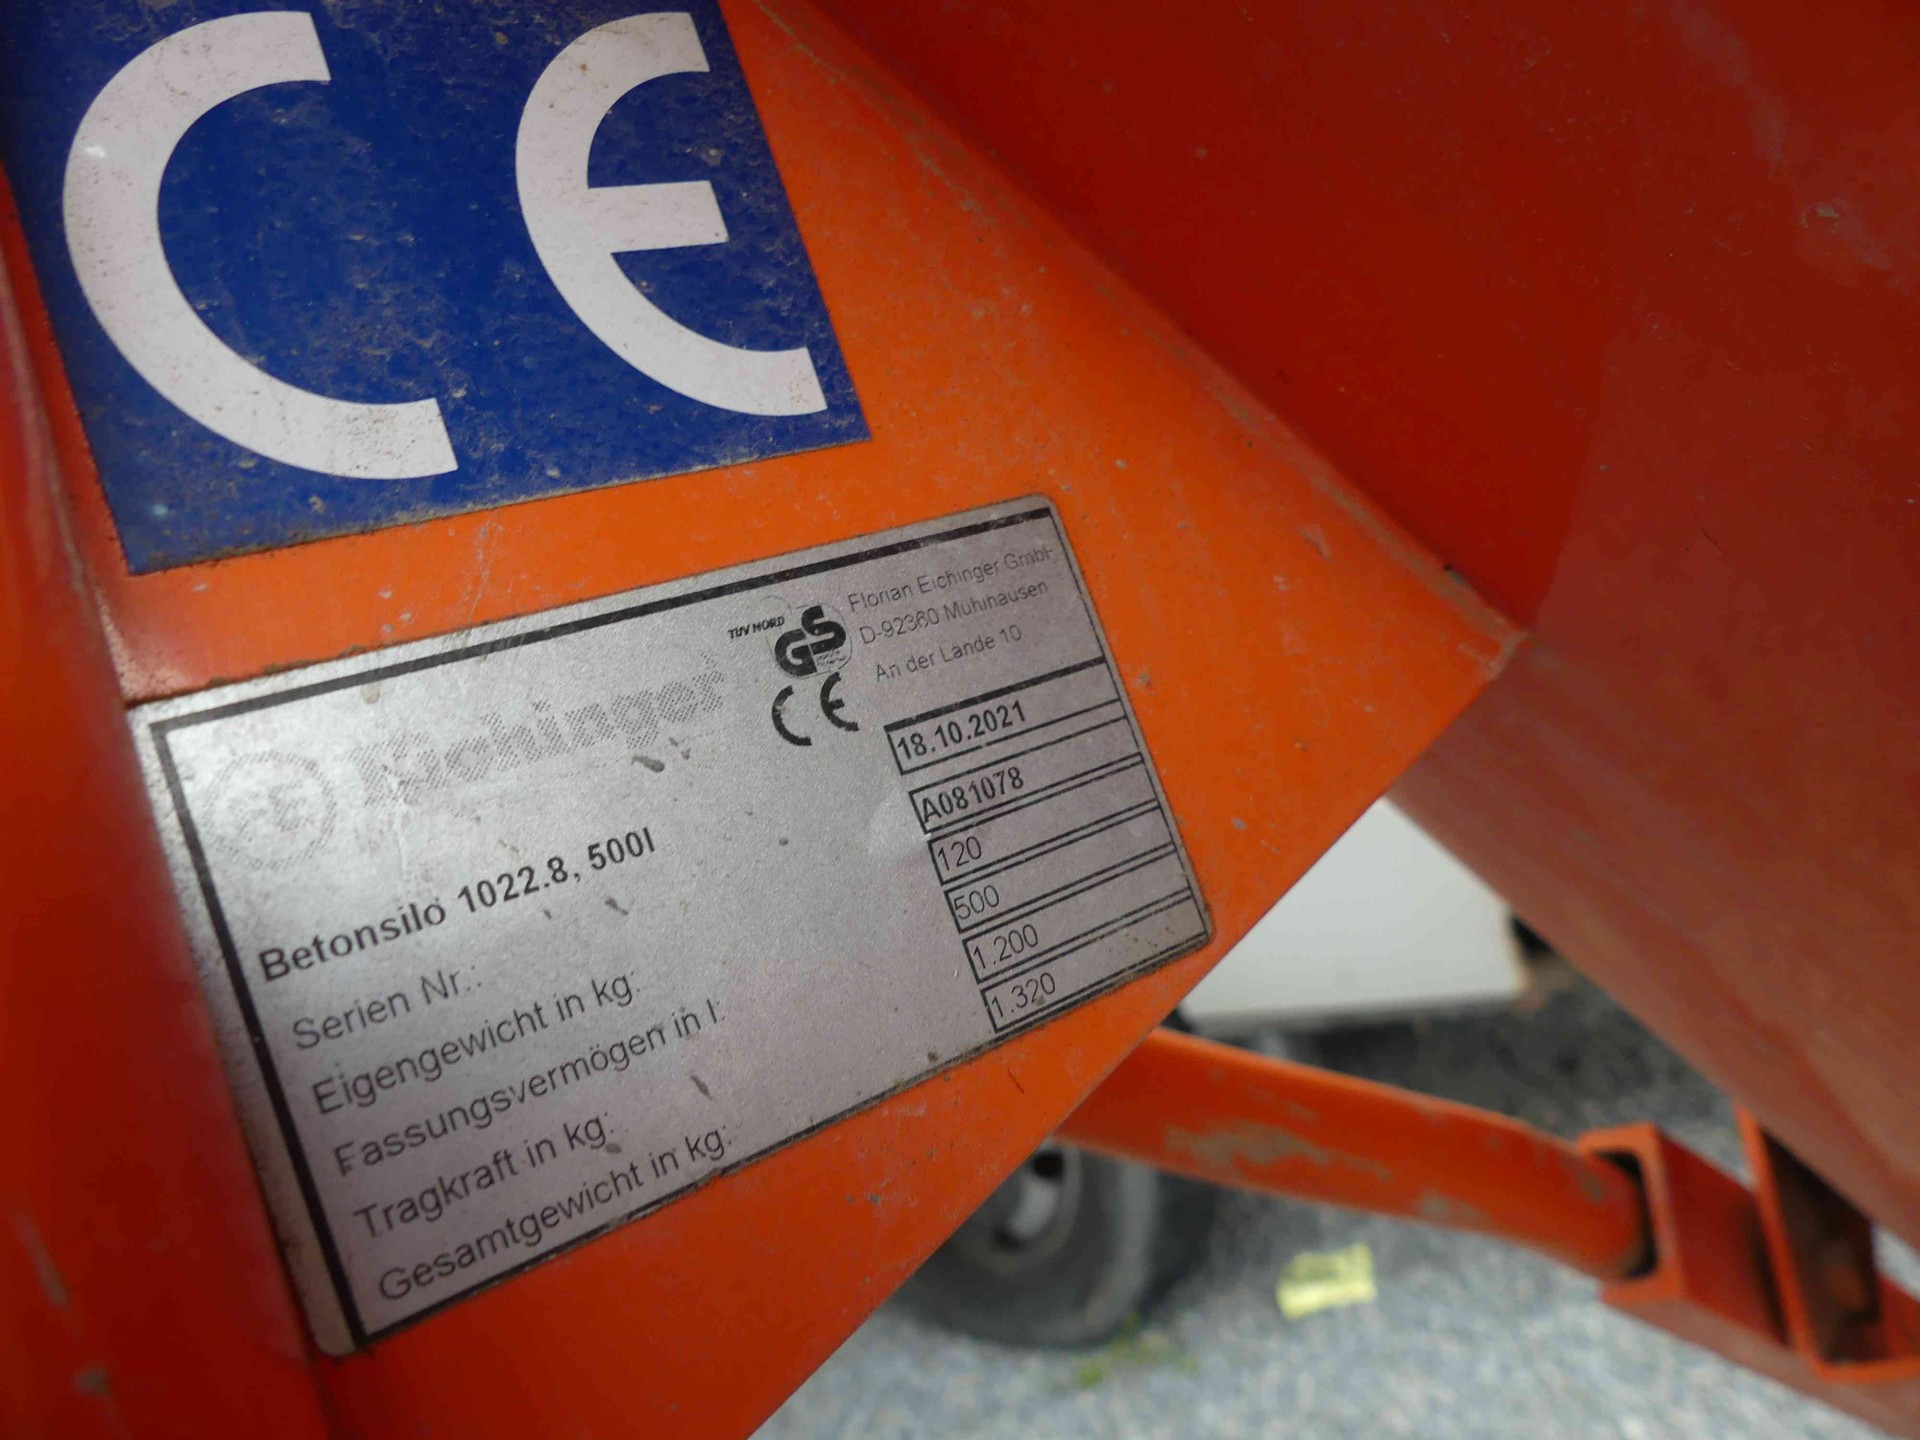 CE
TÜV NORD
GS
CE
Florian Eichinger GmbH
D-92360 Mühlhausen
An der Lände 10
Eichinger
Betonsilo 1022.8, 500l
18.10.2021
Serien Nr.: A081078
Eigengewicht in kg: 120
Fassungsvermögen in l: 500
Tragkraft in kg: 1.200
Gesamtgewicht in kg: 1.320